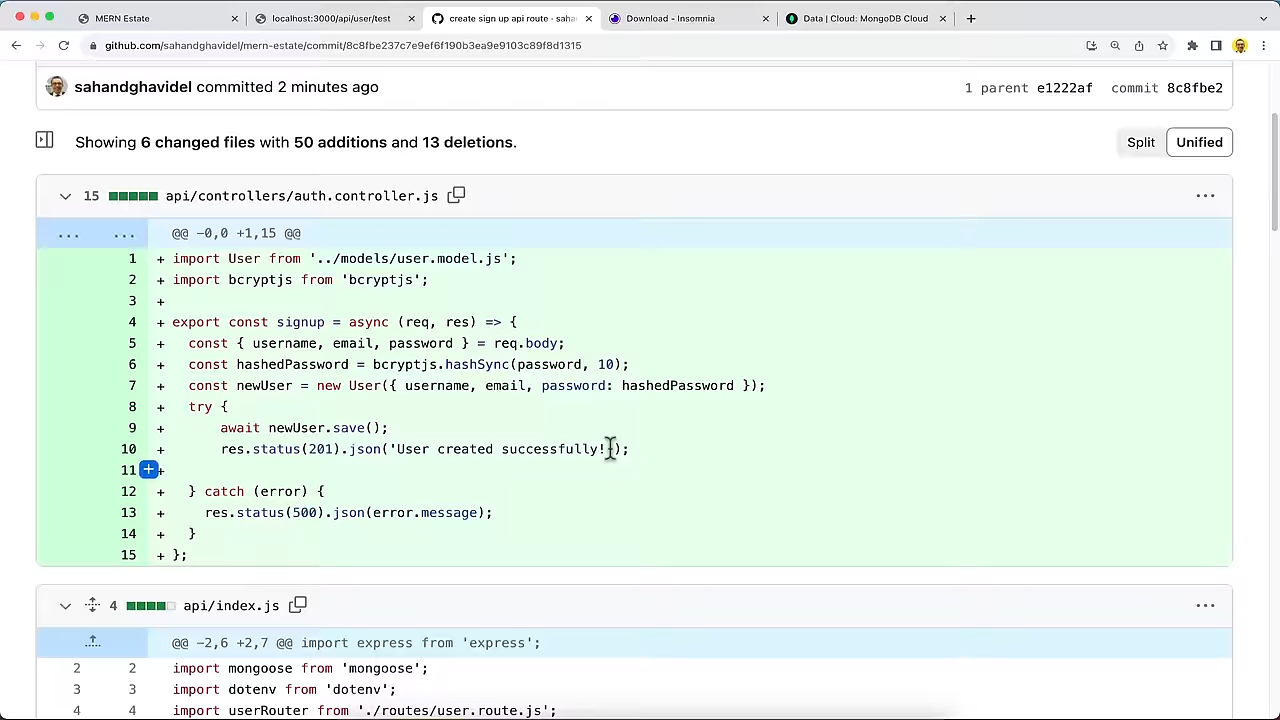 MERN Estate
localhost:3000/api/user/test
create sign up api route · saha
Download - Insomnia
Data | Cloud: MongoDB Cloud
github.com/sahandghavidel/mern-estate/commit/8c8fbe237c7e9ef6f190b3ea9e9103c89f8d1315
sahandghavidel committed 2 minutes ago
1 parent e1222af commit 8c8fbe2
Showing 6 changed files with 50 additions and 13 deletions.
Split Unified
15 api/controllers/auth.controller.js
... ... @@ -0,0 +1,15 @@
1 + import User from '../models/user.model.js';
2 + import bcryptjs from 'bcryptjs';
3 +
4 + export const signup = async (req, res) => {
5 + const { username, email, password } = req.body;
6 + const hashedPassword = bcryptjs.hashSync(password, 10);
7 + const newUser = new User({ username, email, password: hashedPassword });
8 + try {
9 + await newUser.save();
10 + res.status(201).json('User created successfully!');
11 +
12 + } catch (error) {
13 + res.status(500).json(error.message);
14 + }
15 + };
4 api/index.js
@@ -2,6 +2,7 @@ import express from 'express';
2 2 import mongoose from 'mongoose';
3 3 import dotenv from 'dotenv';
4 4 import userRouter from './routes/user.route.js';